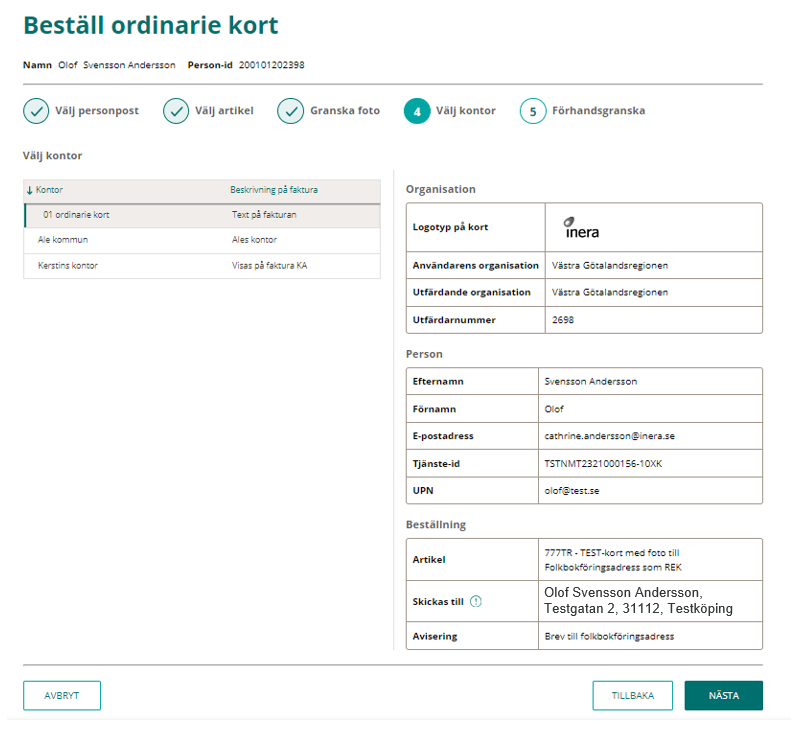 Beställ ordinarie kort
Namn Olof Svensson Andersson Person-id 200101202398
Välj personpost Välj artikel Granska foto 4 Välj kontor 5 Förhandsgranska
Välj kontor
↓ Kontor Beskrivning på faktura
01 ordinarie kort Text på fakturan
Ale kommun Ales kontor
Kerstins kontor Visas på faktura KA
Organisation
Logotyp på kort inera
Användarens organisation Västra Götalandsregionen
Utfärdande organisation Västra Götalandsregionen
Utfärdarnummer 2698
Person
Efternamn Svensson Andersson
Förnamn Olof
E-postadress cathrine.andersson@inera.se
Tjänste-id TSTNMT2321000156-10XK
UPN olof@test.se
Beställning
Artikel 777TR - TEST-kort med foto till
Folkbokföringsadress som REK
Skickas till Olof Svensson Andersson,
Testgatan 2, 31112, Testköping
Avisering Brev till folkbokföringsadress
AVBRYT TILLBAKA NÄSTA